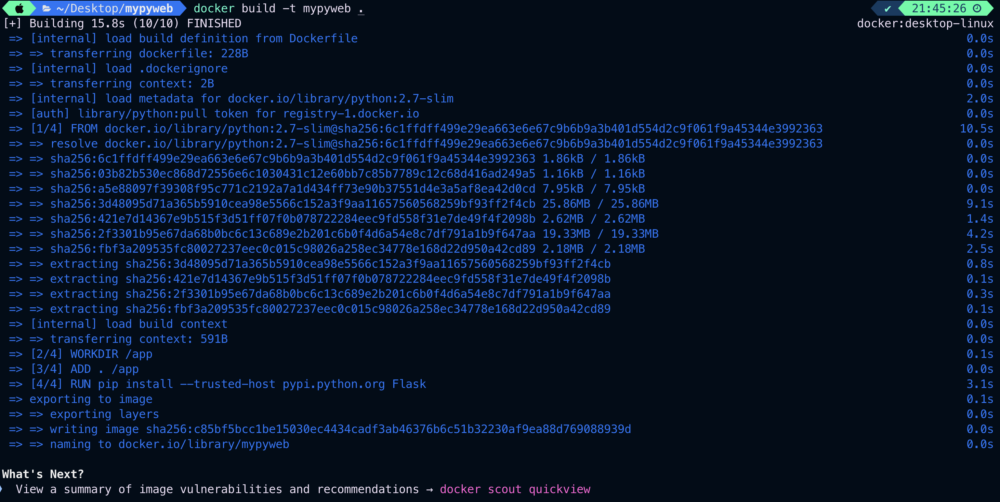 ~/Desktop/mypyweb docker build -t mypyweb . ✔ 21:45:26
[+] Building 15.8s (10/10) FINISHED docker:desktop-linux
=> [internal] load build definition from Dockerfile 0.0s
=> => transferring dockerfile: 228B 0.0s
=> [internal] load .dockerignore 0.0s
=> => transferring context: 2B 0.0s
=> [internal] load metadata for docker.io/library/python:2.7-slim 2.0s
=> [auth] library/python:pull token for registry-1.docker.io 0.0s
=> [1/4] FROM docker.io/library/python:2.7-slim@sha256:6c1ffdff499e29ea663e6e67c9b6b9a3b401d554d2c9f061f9a45344e3992363 10.5s
=> => resolve docker.io/library/python:2.7-slim@sha256:6c1ffdff499e29ea663e6e67c9b6b9a3b401d554d2c9f061f9a45344e3992363 0.0s
=> => sha256:6c1ffdff499e29ea663e6e67c9b6b9a3b401d554d2c9f061f9a45344e3992363 1.86kB / 1.86kB 0.0s
=> => sha256:03b82b530ec868d72556e6c1030431c12e60bb7c85b7789c12c68d416ad249a5 1.16kB / 1.16kB 0.0s
=> => sha256:a5e88097f39308f95c771c2192a7a1d434ff73e90b37551d4e3a5af8ea42d0cd 7.95kB / 7.95kB 0.0s
=> => sha256:3d48095d71a365b5910cea98e5566c152a3f9aa11657560568259bf93ff2f4cb 25.86MB / 25.86MB 9.1s
=> => sha256:421e7d14367e9b515f3d51ff07f0b078722284eec9fd558f31e7de49f4f2098b 2.62MB / 2.62MB 1.4s
=> => sha256:2f3301b95e67da68b0bc6c13c689e2b201c6b0f4d6a54e8c7df791a1b9f647aa 19.33MB / 19.33MB 4.2s
=> => sha256:fbf3a209535fc80027237eec0c015c98026a258ec34778e168d22d950a42cd89 2.18MB / 2.18MB 2.5s
=> => extracting sha256:3d48095d71a365b5910cea98e5566c152a3f9aa11657560568259bf93ff2f4cb 0.8s
=> => extracting sha256:421e7d14367e9b515f3d51ff07f0b078722284eec9fd558f31e7de49f4f2098b 0.1s
=> => extracting sha256:2f3301b95e67da68b0bc6c13c689e2b201c6b0f4d6a54e8c7df791a1b9f647aa 0.3s
=> => extracting sha256:fbf3a209535fc80027237eec0c015c98026a258ec34778e168d22d950a42cd89 0.1s
=> [internal] load build context 0.0s
=> => transferring context: 591B 0.0s
=> [2/4] WORKDIR /app 0.1s
=> [3/4] ADD . /app 0.0s
=> [4/4] RUN pip install --trusted-host pypi.python.org Flask 3.1s
=> exporting to image 0.1s
=> => exporting layers 0.0s
=> => writing image sha256:c85bf5bcc1be15030ec4434cadf3ab46376b6c51b32230af9ea88d769088939d 0.0s
=> => naming to docker.io/library/mypyweb 0.0s
What's Next?
View a summary of image vulnerabilities and recommendations → docker scout quickview